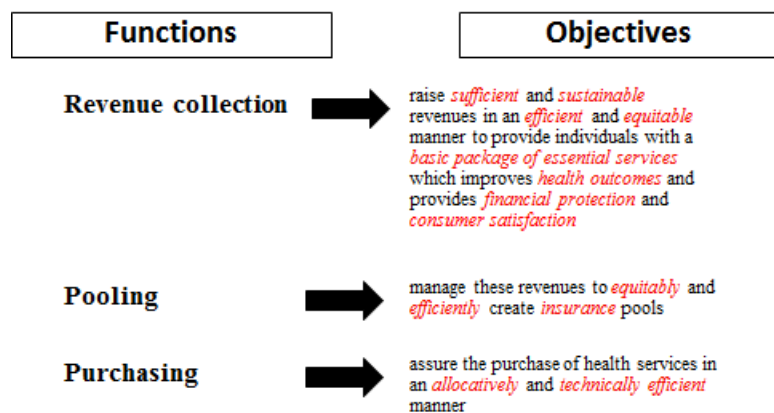 Functions
Objectives
Revenue collection
raise sufficient and sustainable
revenues in an efficient and equitable
manner to provide individuals with a
basic package of essential services
which improves health outcomes and
provides financial protection and
consumer satisfaction
Pooling
manage these revenues to equitably and
efficiently create insurance pools
Purchasing
assure the purchase of health services in
an allocatively and technically efficient
manner